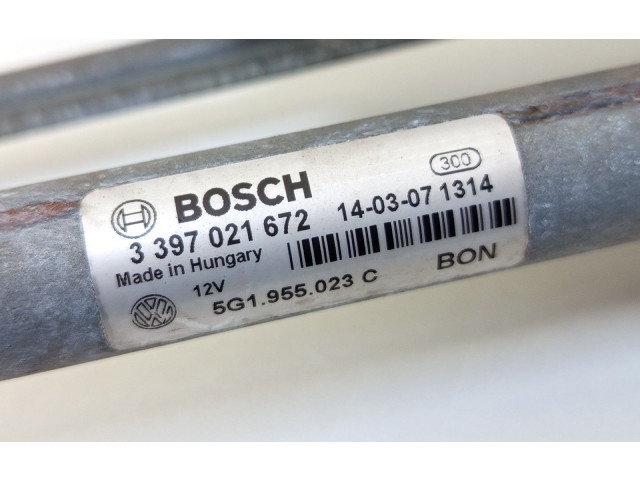 300
BOSCH
3 397 021 672 14-03-07 1314
Made in Hungary
12V
5G1.955.023 C BON